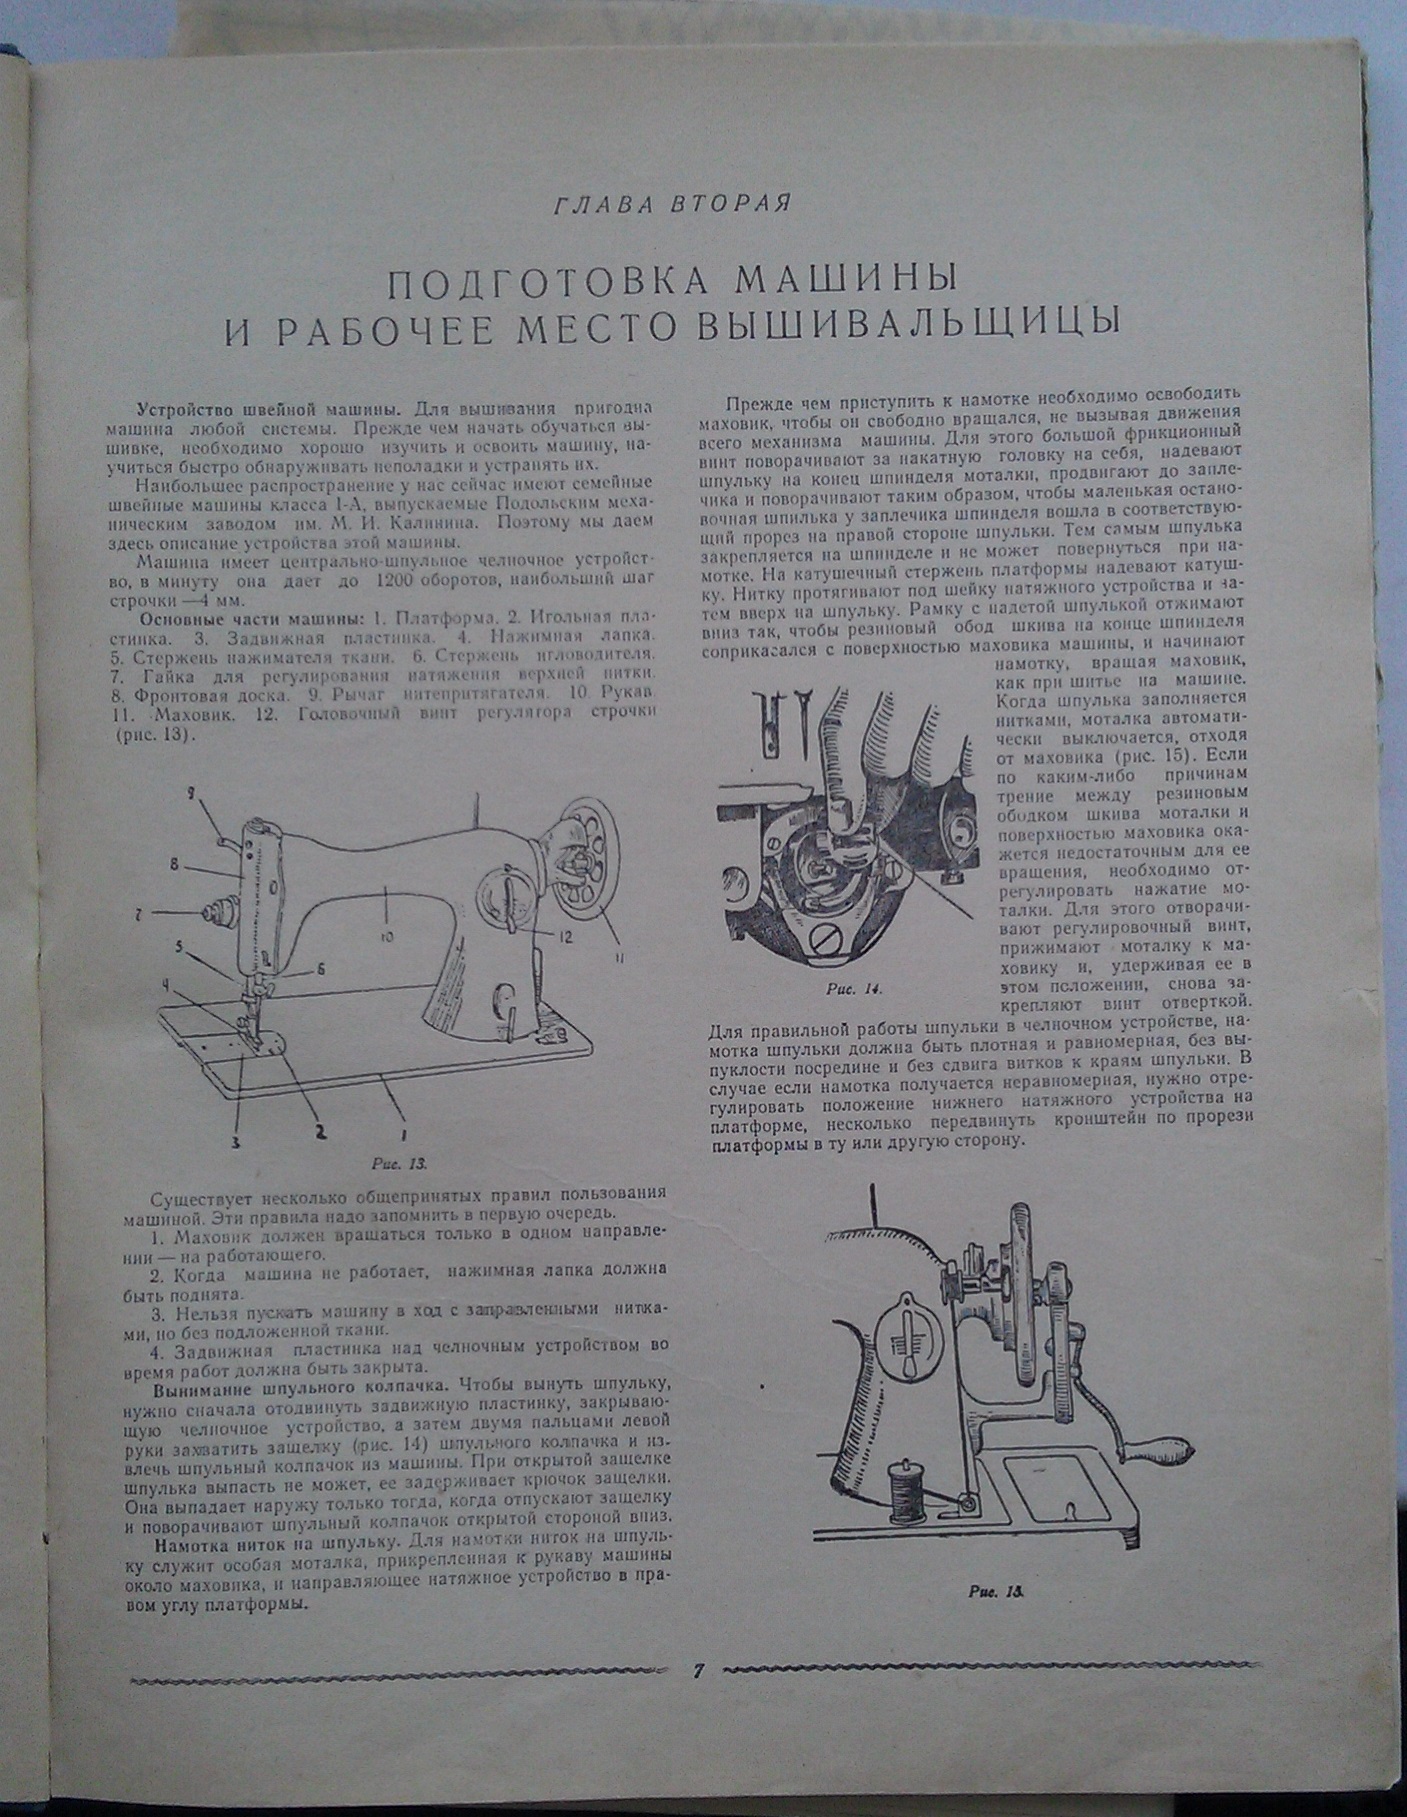 ГЛАВА ВТОРАЯ
ПОДГОТОВКА МАШИНЫ
И РАБОЧЕЕ МЕСТО ВЫШИВАЛЬЩИЦЫ
Устройство швейной машины. Для вышивания пригодна
машина любой системы. Прежде чем начать обучаться вы-
шивке, необходимо хорошо изучить и освоить машину, на-
учиться быстро обнаруживать неполадки и устранять их.
Наибольшее распространение у нас сейчас имеют семейные
швейные машины класса 1-А, выпускаемые Подольским меха-
ническим заводом им. М. И. Калинина. Поэтому мы даем
здесь описание устройства этой машины.
Машина имеет центрально-шпульное челночное устройст-
во, в минуту она дает до 1200 оборотов, наибольший шаг
строчки — 4 мм.
Основные части машины: 1. Платформа. 2. Игольная пла-
стинка. 3. Задвижная пластинка. 4. Нажимная лапка.
5. Стержень нажимателя ткани. 6. Стержень игловодителя.
7. Гайка для регулирования натяжения верхней нитки.
8. Фронтовая доска. 9. Рычаг нитепритягателя. 10. Рукав.
11. Маховик. 12. Головочный винт регулятора строчки
(рис. 13).
9
8
7
5
4
6
10
12
11
3
2
1
Рис. 13.
Существует несколько общепринятых правил пользования
машиной. Эти правила надо запомнить в первую очередь.
1. Маховик должен вращаться только в одном направле-
нии — на работающего.
2. Когда машина не работает, нажимная лапка должна
быть поднята.
3. Нельзя пускать машину в ход с заправленными нитка-
ми, но без подложенной ткани.
4. Задвижная пластинка над челночным устройством во
время работ должна быть закрыта.
Вынимание шпульного колпачка. Чтобы вынуть шпульку,
нужно сначала отодвинуть задвижную пластинку, закрываю-
щую челночное устройство, а затем двумя пальцами левой
руки захватить защелку (рис. 14) шпульного колпачка и из-
влечь шпульный колпачок из машины. При открытой защелке
шпулька выпасть не может, ее задерживает крючок защелки.
Она выпадает наружу только тогда, когда отпускают защелку
и поворачивают шпульный колпачок открытой стороной вниз.
Намотка ниток на шпульку. Для намотки ниток на шпуль-
ку служит особая моталка, прикрепленная к рукаву машины
около маховика, и направляющее натяжное устройство в пра-
вом углу платформы.
Прежде чем приступить к намотке необходимо освободить
маховик, чтобы он свободно вращался, не вызывая движения
всего механизма машины. Для этого большой фрикционный
винт поворачивают за накатную головку на себя, надевают
шпульку на конец шпинделя моталки, продвигают до запле-
чика и поворачивают таким образом, чтобы маленькая остано-
вочная шпилька у заплечика шпинделя вошла в соответствую-
щий прорез на правой стороне шпульки. Тем самым шпулька
закрепляется на шпинделе и не может повернуться при на-
мотке. На катушечный стержень платформы надевают катуш-
ку. Нитку протягивают под шейку натяжного устройства и за-
тем вверх на шпульку. Рамку с надетой шпулькой отжимают
вниз так, чтобы резиновый обод шкива на конце шпинделя
соприкасался с поверхностью маховика машины, и начинают
намотку, вращая маховик,
как при шитье на машине.
Когда шпулька заполняется
нитками, моталка автомати-
чески выключается, отходя
от маховика (рис. 15). Если
по каким-либо причинам
трение между резиновым
ободком шкива моталки и
поверхностью маховика ока-
жется недостаточным для ее
вращения, необходимо от-
регулировать нажатие мо-
талки. Для этого отворачи-
вают регулировочный винт,
прижимают моталку к ма-
ховику и, удерживая ее в
этом положении, снова за-
крепляют винт отверткой.
Рис. 14.
Для правильной работы шпульки в челночном устройстве, на-
мотка шпульки должна быть плотная и равномерная, без вы-
пуклости посредине и без сдвига витков к краям шпульки. В
случае если намотка получается неравномерная, нужно отре-
гулировать положение нижнего натяжного устройства на
платформе, несколько передвинуть кронштейн по прорези
платформы в ту или другую сторону.
Рис. 15.
7